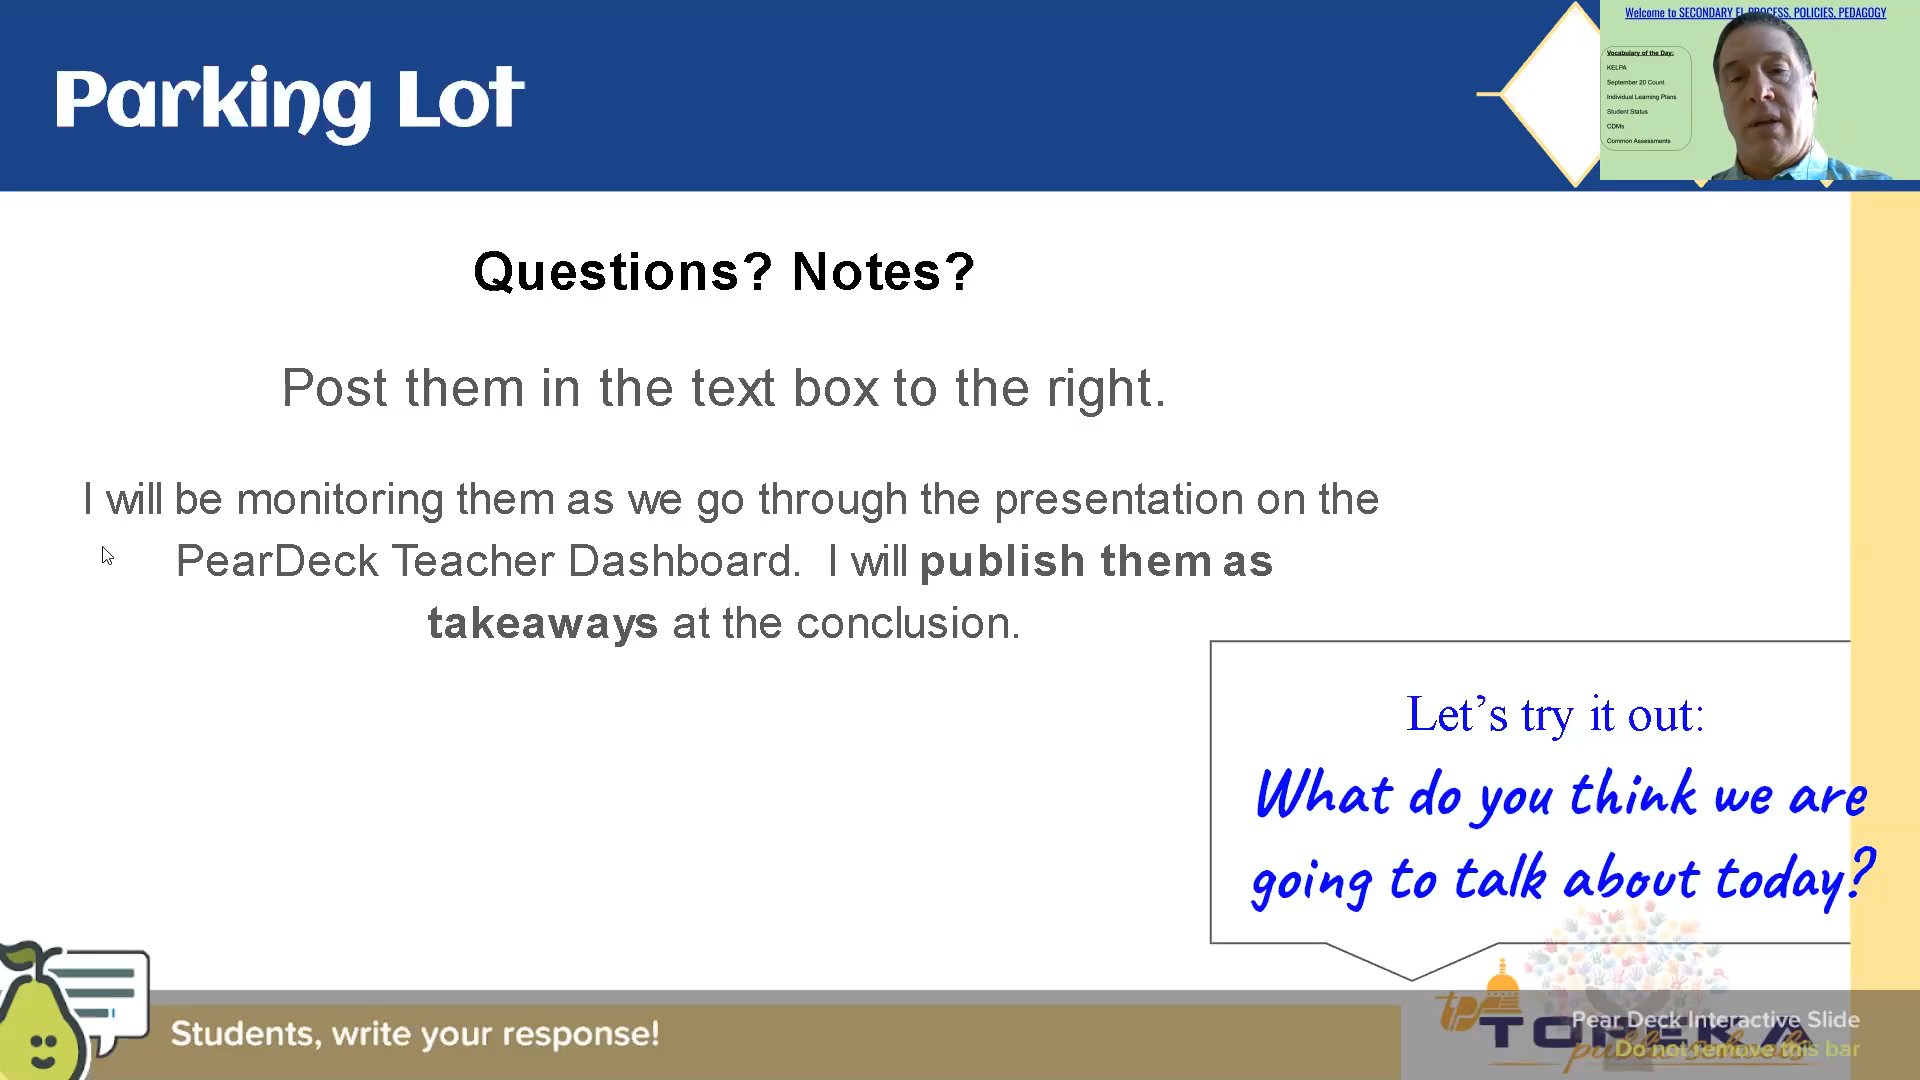 Parking Lot
Welcome to SECONDARY EL PROCESS, POLICIES, PEDAGOGY
Vocabulary of the Day:
KELPA
September 20 Count
Individual Learning Plans
Student Status
CDMs
Common Assessments
Questions? Notes?
Post them in the text box to the right.
I will be monitoring them as we go through the presentation on the
PearDeck Teacher Dashboard. I will publish them as
takeaways at the conclusion.
Let’s try it out:
What do you think we are
going to talk about today?
Students, write your response!
tps
TOPEKA
public schools
Pear Deck Interactive Slide
Do not remove this bar